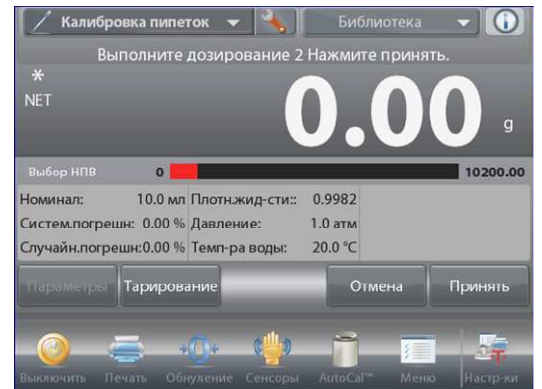 Калибровка пипеток Библиотека
Выполните дозирование 2 Нажмите принять.
*
NET
0.00 g
Выбор НПВ 0 10200.00
Номинал: 10.0 мл Плотн.жид-сти:: 0.9982
Систем.погрешн: 0.00 % Давление: 1.0 атм
Случайн.погрешн:0.00 % Темп-ра воды: 20.0 °C
Параметры Тарирование Отмена Принять
Выключить Печать Обнуление Сенсоры AutoCal™ Меню Настр-ки